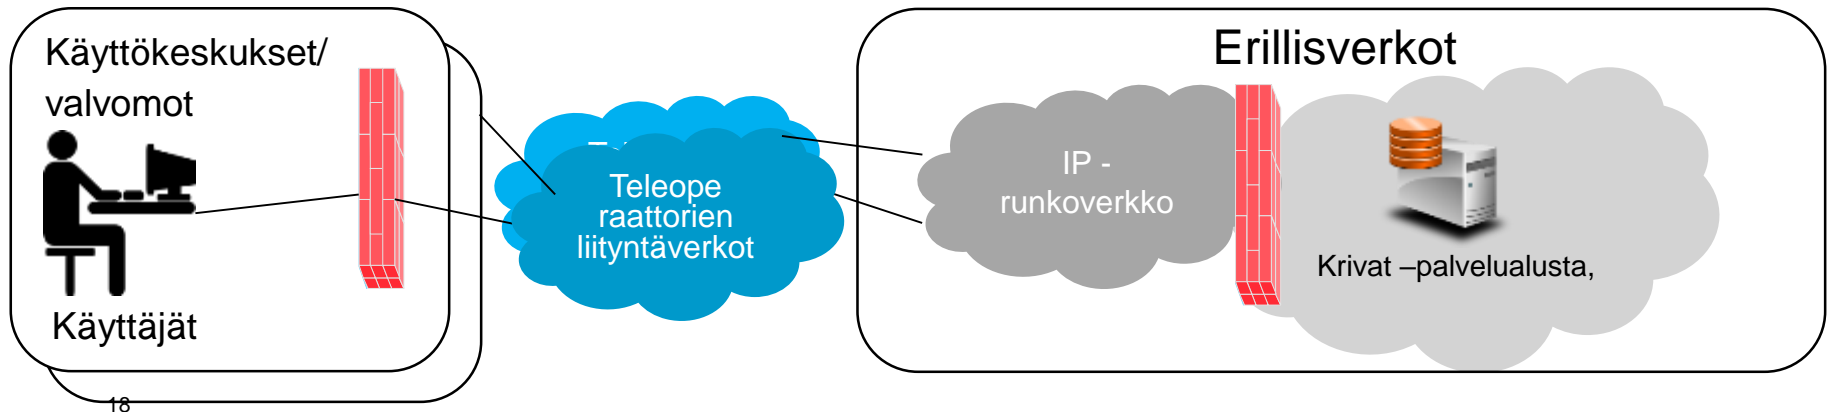 Käyttökeskukset/
valvomot
Käyttäjät
Teleope
raattorien
liityntäverkot
Erillisverkot
IP -
runkoverkko
Krivat –palvelualusta,
18